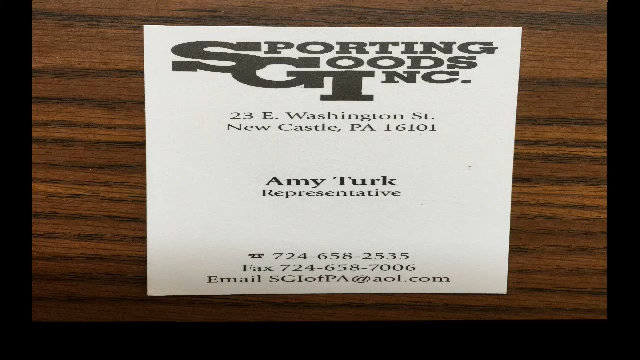 SPORTING
GOODS
INC.
23 E. Washington St.
New Castle, PA 16101
Amy Turk
Representative
☎ 724-658-2535
Fax 724-658-7006
Email SGIofPA@aol.com